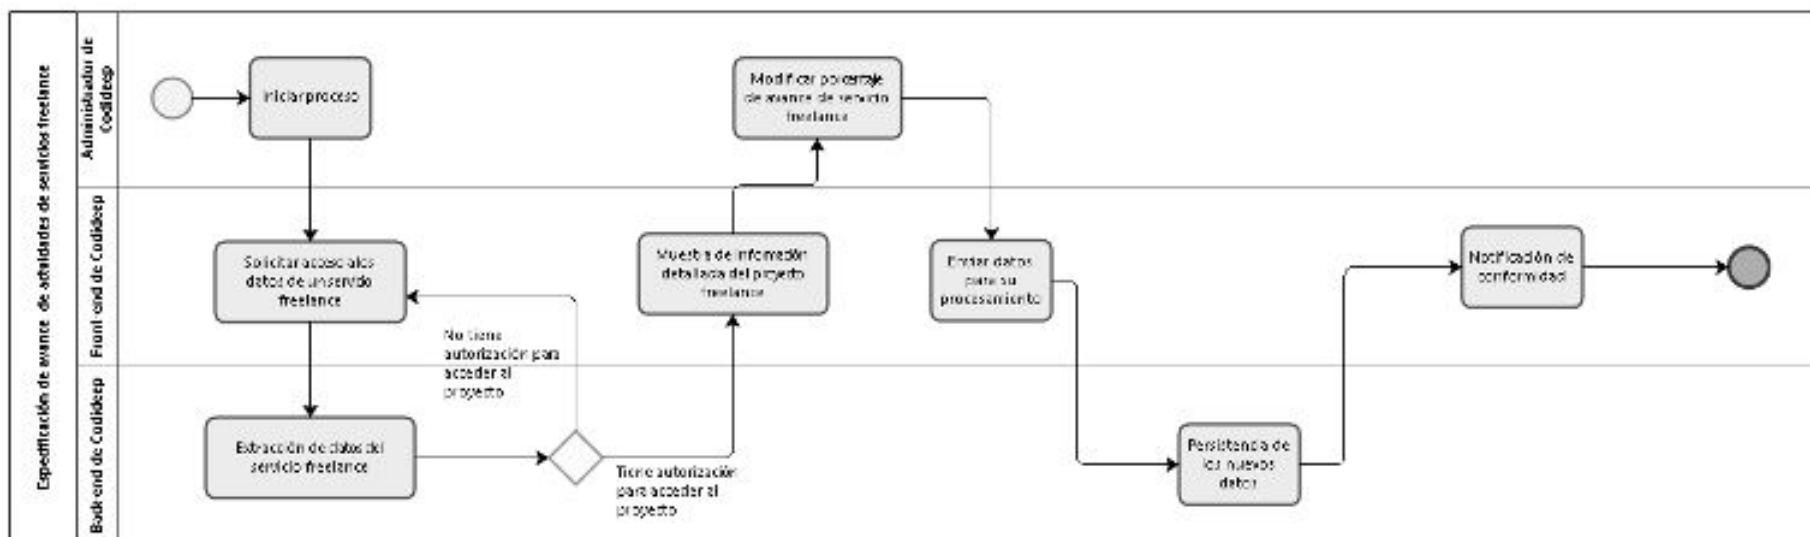 Especificación de avance de actividades de servicios freelance
Administrador de
Codideep
Front-end de Codideep
Back-end de Codideep
Iniciar proceso
Solicitar acceso a los
datos de un servicio
freelance
Extracción de datos del
servicio freelance
No tiene
autorización para
acceder al
proyecto
Tiene autorización
para acceder al
proyecto
Muestra de información
detallada del proyecto
freelance
Modificar porcentaje
de avance de servicio
freelance
Enviar datos
para su
procesamiento
Persistencia de
los nuevos
datos
Notificación de
conformidad